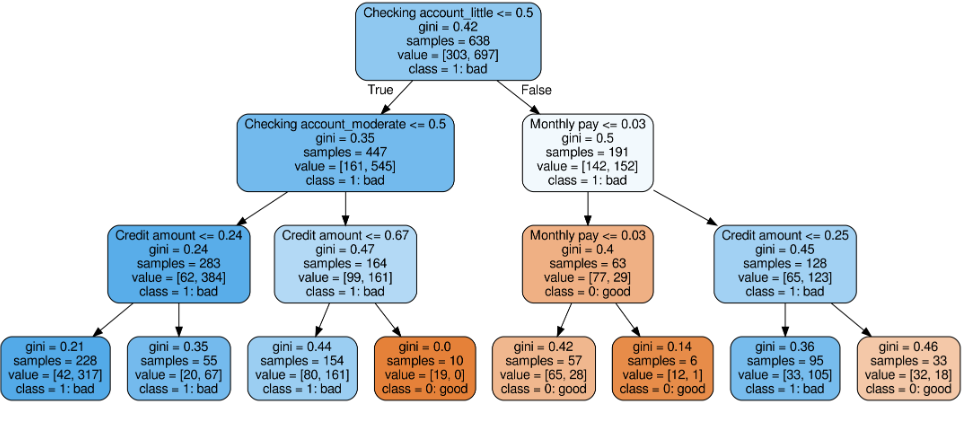 Checking account_little <= 0.5
gini = 0.42
samples = 638
value = [303, 697]
class = 1: bad
True
False
Checking account_moderate <= 0.5
gini = 0.35
samples = 447
value = [161, 545]
class = 1: bad
Monthly pay <= 0.03
gini = 0.5
samples = 191
value = [142, 152]
class = 1: bad
Credit amount <= 0.24
gini = 0.24
samples = 283
value = [62, 384]
class = 1: bad
Credit amount <= 0.67
gini = 0.47
samples = 164
value = [99, 161]
class = 1: bad
Monthly pay <= 0.03
gini = 0.4
samples = 63
value = [77, 29]
class = 0: good
Credit amount <= 0.25
gini = 0.45
samples = 128
value = [65, 123]
class = 1: bad
gini = 0.21
samples = 228
value = [42, 317]
class = 1: bad
gini = 0.35
samples = 55
value = [20, 67]
class = 1: bad
gini = 0.44
samples = 154
value = [80, 161]
class = 1: bad
gini = 0.0
samples = 10
value = [19, 0]
class = 0: good
gini = 0.42
samples = 57
value = [65, 28]
class = 0: good
gini = 0.14
samples = 6
value = [12, 1]
class = 0: good
gini = 0.36
samples = 95
value = [33, 105]
class = 1: bad
gini = 0.46
samples = 33
value = [32, 18]
class = 0: good